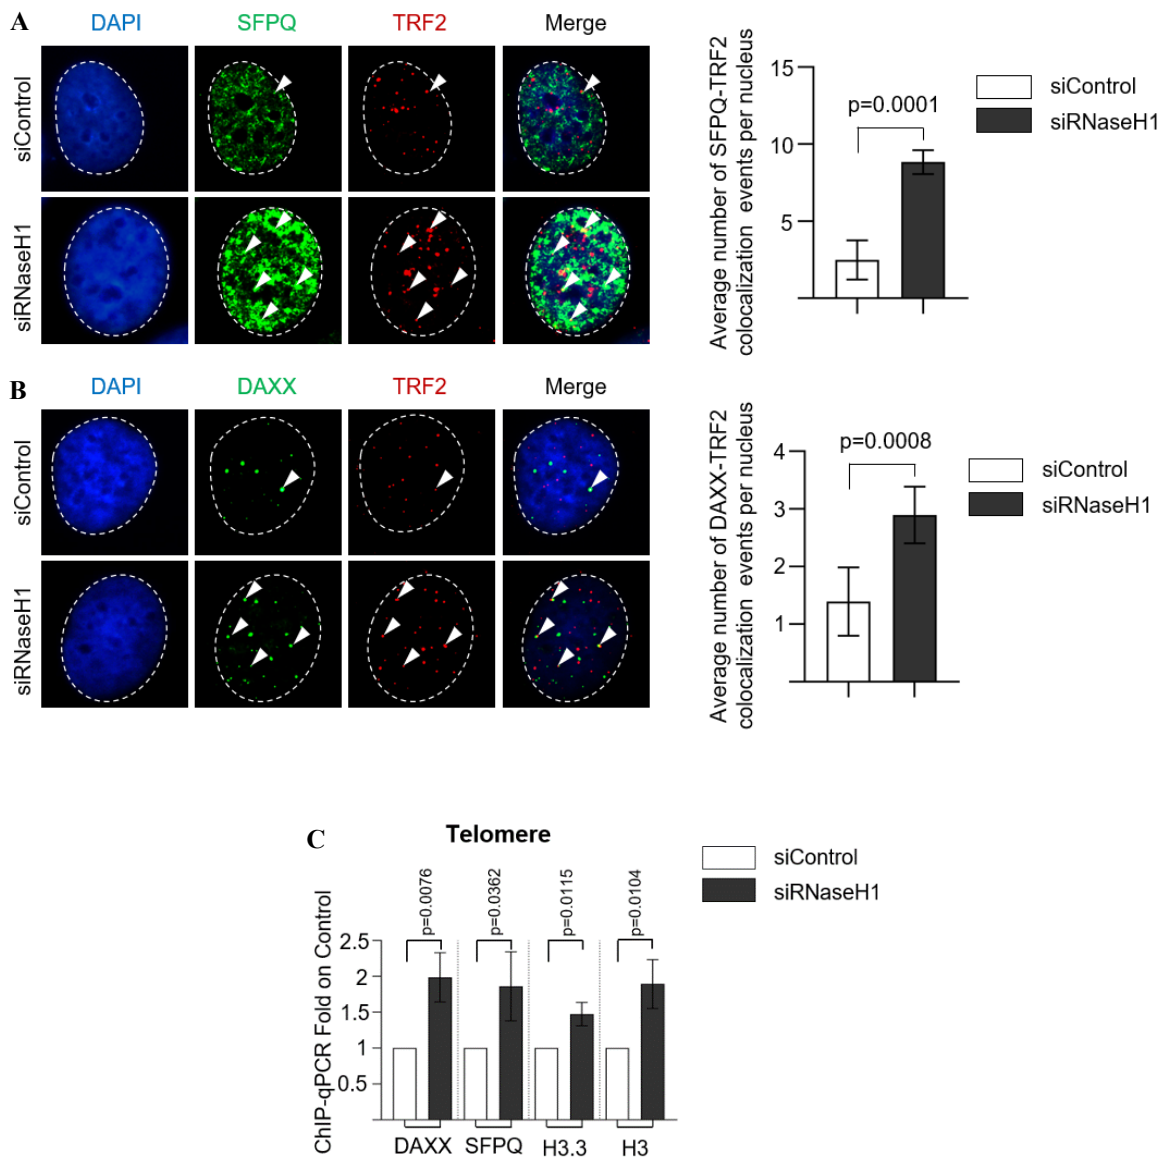 A
DAPI SFPQ TRF2 Merge
siControl
siRNaseH1
Average number of SFPQ-TRF2
colocalization events per nucleus
15
10
5
p=0.0001
siControl
siRNaseH1
B
DAPI DAXX TRF2 Merge
siControl
siRNaseH1
Average number of DAXX-TRF2
colocalization events per nucleus
4
3
2
1
p=0.0008
siControl
siRNaseH1
C
Telomere
ChIP-qPCR Fold on Control
2.5
2
1.5
1
0.5
p=0.0076 p=0.0362 p=0.0115 p=0.0104
DAXX SFPQ H3.3 H3
siControl
siRNaseH1